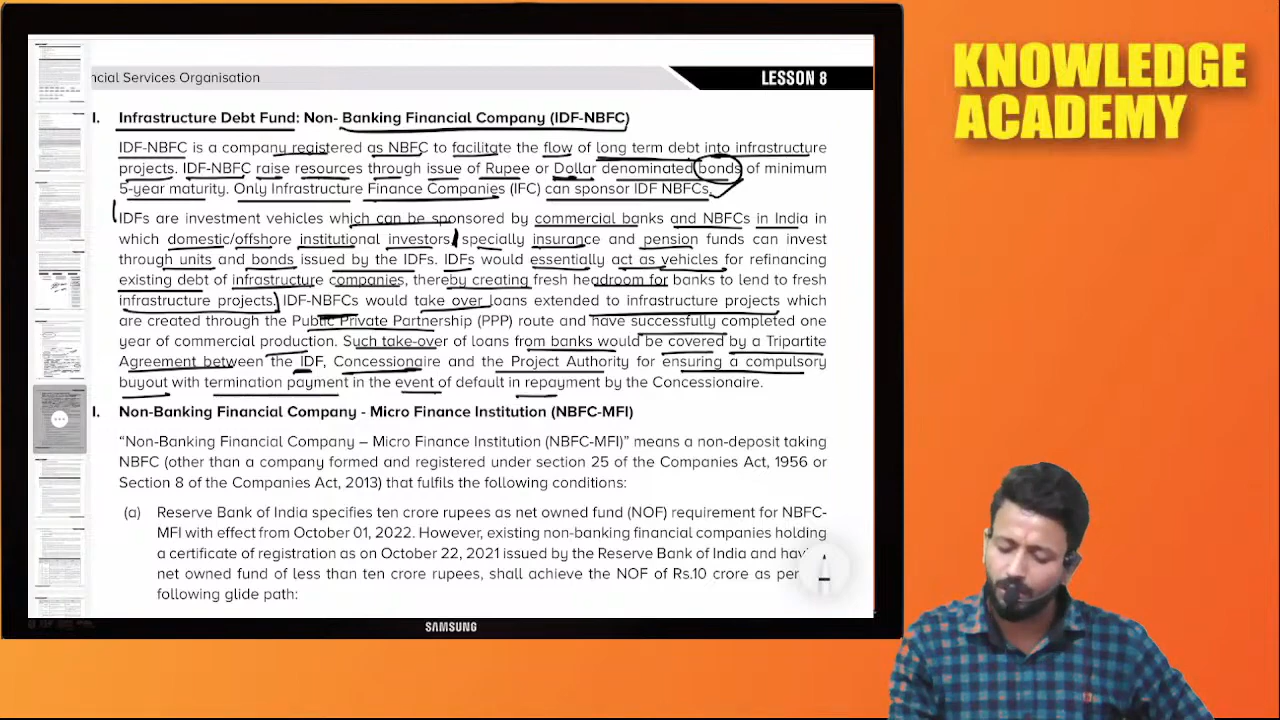 KNOWLEDGE
ACADEMY
ncial Services Organisation
LESSON 8
I. Infrastructure Debt Fund: Non-Banking Financial Company (IDF-NBFC)
IDF-NBFC is a company registered as NBFC to facilitate the flow of long term debt into infrastructure
projects. IDF-NBFC raise resources through issue of Rupee or Dollar denominated bonds of minimum
5 year maturity. Only Infrastructure Finance Companies (IFC) can sponsor IDF-NBFCs.
IDFs are investment vehicles which can be sponsored by commercial banks and NBFCs in India in
which domestic/offshore institutional investors, specially insurance and pension funds can invest
through units and bonds issued by the IDFs. IDFs would essentially act as vehicles for refinancing
existing debt of infrastructure companies, thereby creating fresh headroom for banks to lend to fresh
infrastructure projects. IDF-NBFCs would take over loans extended to infrastructure projects which
are created through the Public Private Partnership (PPP) route and have successfully completed one
year of commercial production. Such take-over of loans from banks would be covered by a Tripartite
compulsory
buyout with termination payment in the event of default in repayment by the Concessionaire.
Non-Banking Financial Company - Micro Finance Institution (NBFC-MFI)
“Non-Banking Financial Company – Micro Finance Institution (NBFC-MFI)” means a non-deposit taking
NBFC (other than a company formed and registered under section 25 of the Companies Act, 1956 or
Section 8 of the Companies Act, 2013) that fulfils the following conditions:
(a) Reserve Bank of India specifies ten crore rupees as net owned fund (NOF) requirement for NBFC-
MFI with effect from October 01, 2022. Non-banking financial companies holding
a certificate of registration as on October 22, 2021 issued by the Reserve Bank of India and having
net owned fund of less than ten crore rupees, shall achieve the NOF of ₹10 crore as per
following glide path:
SAMSUNG